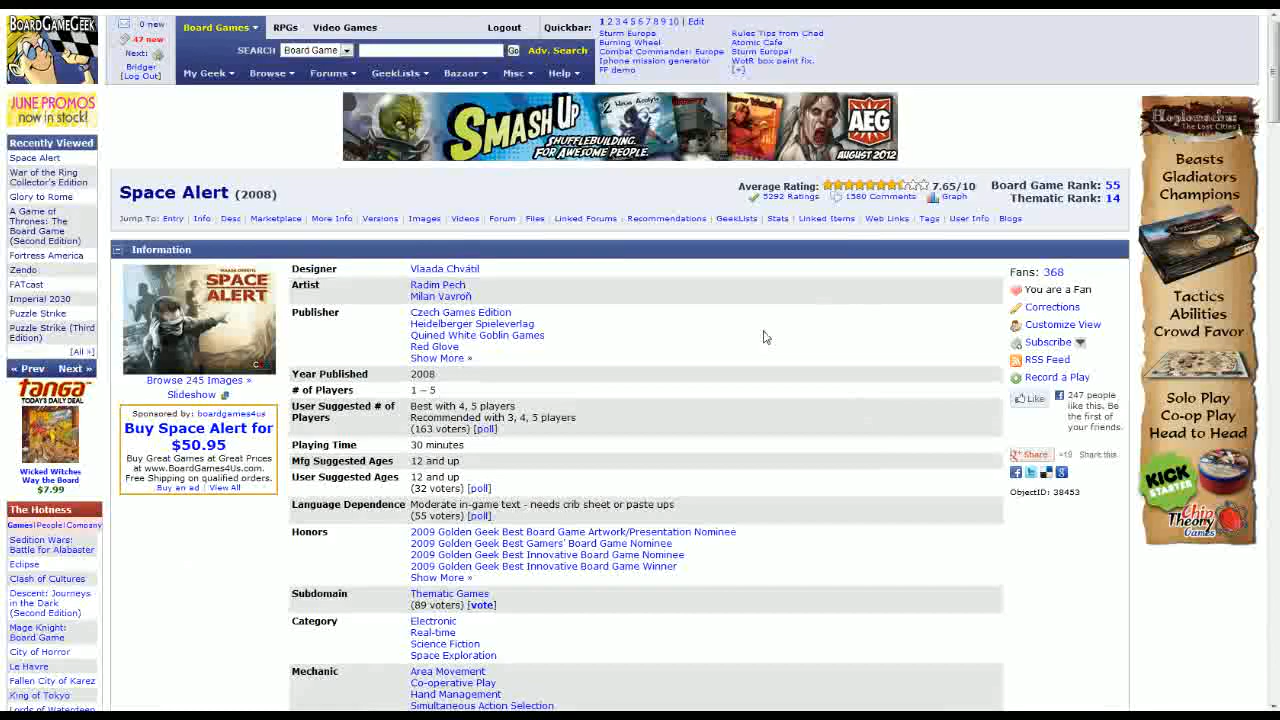 BOARDGAMEGEEK
0 new
47 new
Next:
Bridger
[Log Out]
Board Games
RPGs
Video Games
Logout
SEARCH
Board Game
Go
Adv. Search
My Geek
Browse
Forums
GeekLists
Bazaar
Misc
Help
Quickbar:
1 2 3 4 5 6 7 8 9 10 | Edit
Sturm Europa
Burning Wheel
Combat Commander: Europe
Iphone mission generator
FF demo
Rules Tips from Chad
Atomic Cafe
Sturm Europa!
WotR box paint fix.
[+]
JUNE PROMOS
now in stock!
Recently Viewed
Space Alert
War of the Ring
Collector's Edition
Glory to Rome
A Game of
Thrones: The
Board Game
(Second Edition)
Fortress America
Zendo
FATcast
Imperial 2030
Puzzle Strike
Puzzle Strike (Third
Edition)
[All »]
« Prev
Next »
tanga
TODAY'S DAILY DEAL
Wicked Witches
Way the Board
$7.99
The Hotness
Games|People|Company
Sedition Wars:
Battle for Alabaster
Eclipse
Clash of Cultures
Descent: Journeys
in the Dark
(Second Edition)
Mage Knight:
Board Game
City of Horror
Le Havre
Fallen City of Karez
King of Tokyo
Lords of Waterdeep
SMASH UP
SHUFFLEBUILDING.
FOR AWESOME PEOPLE.
AEG
AUGUST 2012
Space Alert (2008)
Average Rating:
7.65/10
5292 Ratings
1580 Comments
Graph
Board Game Rank: 55
Thematic Rank: 14
Jump To: Entry Info Desc Marketplace More Info Versions Images Videos Forum Files Linked Forums Recommendations GeekLists Stats Linked Items Web Links Tags User Info Blogs
Information
VLAADA CHVÁTIL
SPACE
ALERT
Browse 245 Images »
Slideshow
Sponsored by: boardgames4us
Buy Space Alert for
$50.95
Buy Great Games at Great Prices
at www.BoardGames4Us.com.
Free Shipping on qualified orders.
Buy an ad | View All
Designer
Vlaada Chvátil
Artist
Radim Pech
Milan Vavroň
Publisher
Czech Games Edition
Heidelberger Spieleverlag
Quined White Goblin Games
Red Glove
Show More »
Year Published
2008
# of Players
1 − 5
User Suggested # of
Players
Best with 4, 5 players
Recommended with 3, 4, 5 players
(163 voters) [poll]
Playing Time
30 minutes
Mfg Suggested Ages
12 and up
User Suggested Ages
12 and up
(32 voters) [poll]
Language Dependence
Moderate in-game text - needs crib sheet or paste ups
(55 voters) [poll]
Honors
2009 Golden Geek Best Board Game Artwork/Presentation Nominee
2009 Golden Geek Best Gamers' Board Game Nominee
2009 Golden Geek Best Innovative Board Game Nominee
2009 Golden Geek Best Innovative Board Game Winner
Show More »
Subdomain
Thematic Games
(89 voters) [vote]
Category
Electronic
Real-time
Science Fiction
Space Exploration
Mechanic
Area Movement
Co-operative Play
Hand Management
Simultaneous Action Selection
Fans: 368
You are a Fan
Corrections
Customize View
Subscribe
RSS Feed
Record a Play
Like
247 people
like this. Be
the first of
your friends.
Share
+19
Share this
ObjectID: 38453
The Lost Cities
Beasts
Gladiators
Champions
Tactics
Abilities
Crowd Favor
Solo Play
Co-op Play
Head to Head
KICK
STARTER
Chip
Theory
Games